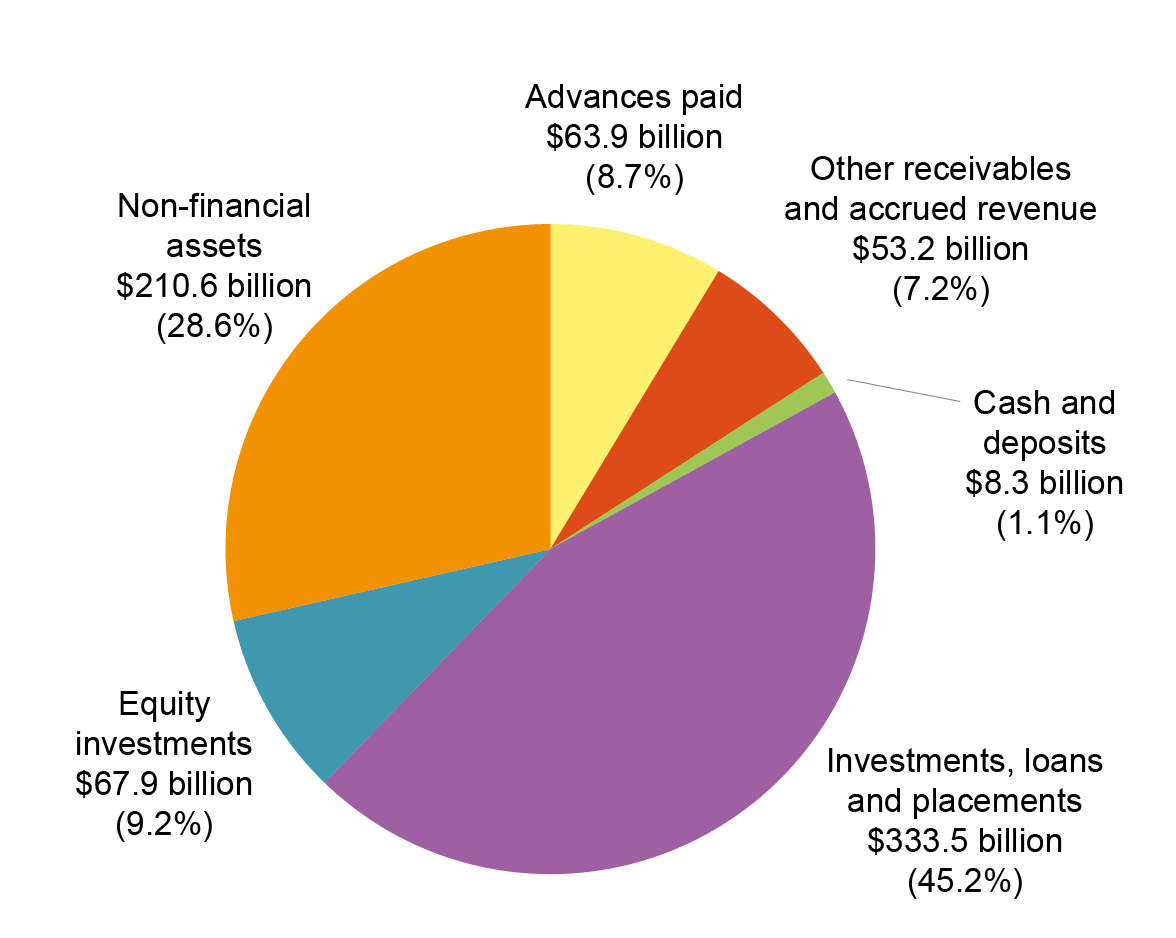 Advances paid
$63.9 billion
(8.7%)
Other receivables
and accrued revenue
$53.2 billion
(7.2%)
Cash and
deposits
$8.3 billion
(1.1%)
Investments, loans
and placements
$333.5 billion
(45.2%)
Equity
investments
$67.9 billion
(9.2%)
Non-financial
assets
$210.6 billion
(28.6%)